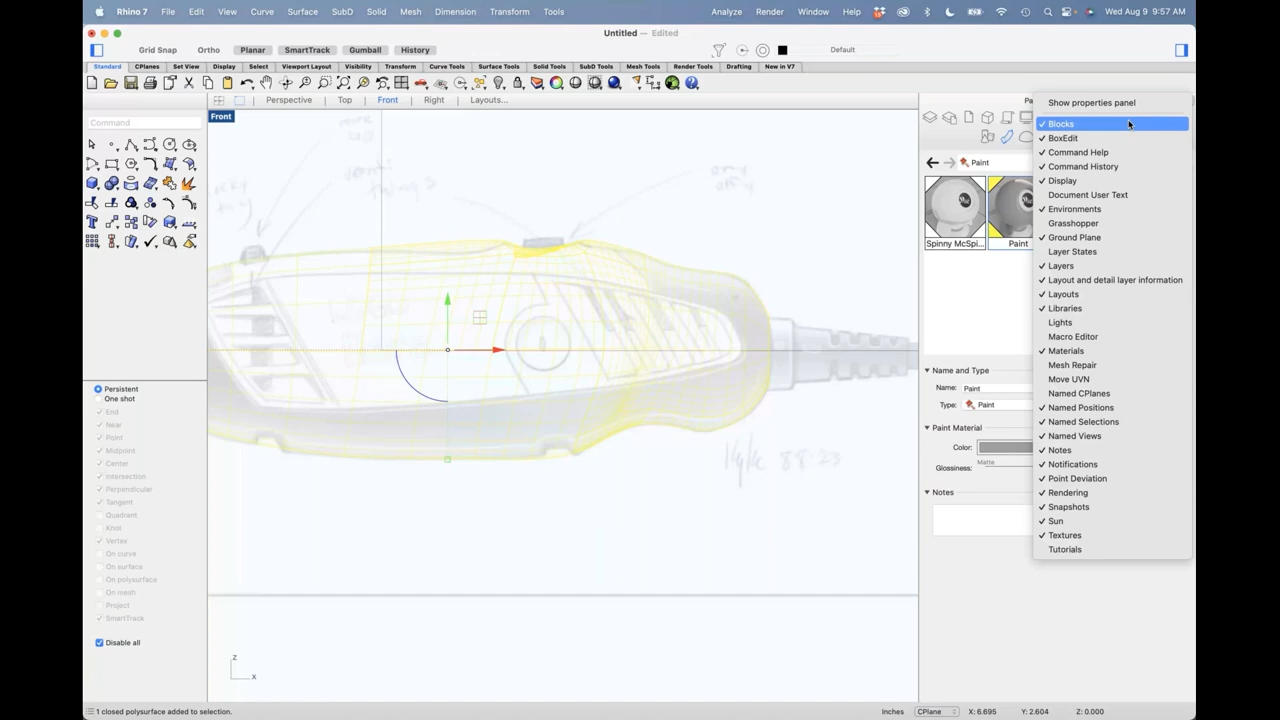 Rhino 7 File Edit View Curve Surface SubD Solid Mesh Dimension Transform Tools Analyze Render Window Help Wed Aug 9 9:57 AM
Untitled — Edited
Grid Snap Ortho Planar SmartTrack Gumball History Default
Standard CPlanes Set View Display Select Viewport Layout Visibility Transform Curve Tools Surface Tools Solid Tools SubD Tools Mesh Tools Render Tools Drafting New in V7
Perspective Top Front Right Layouts...
Front
Command
Persistent
One shot
End
Near
Point
Midpoint
Center
Intersection
Perpendicular
Tangent
Quadrant
Knot
Vertex
On curve
On surface
On polysurface
On mesh
Project
SmartTrack
Disable all
z
x
Paint
Spinny McSpi... Paint
Name and Type
Name: Paint
Type: Paint
Paint Material
Color:
Glossiness: Matte
Notes
Show properties panel
Blocks
BoxEdit
Command Help
Command History
Display
Document User Text
Environments
Grasshopper
Ground Plane
Layer States
Layers
Layout and detail layer information
Layouts
Libraries
Lights
Macro Editor
Materials
Mesh Repair
Move UVN
Named CPlanes
Named Positions
Named Selections
Named Views
Notes
Notifications
Point Deviation
Rendering
Snapshots
Sun
Textures
Tutorials
1 closed polysurface added to selection. Inches CPlane X: 6.695 Y: 2.604 Z: 0.000